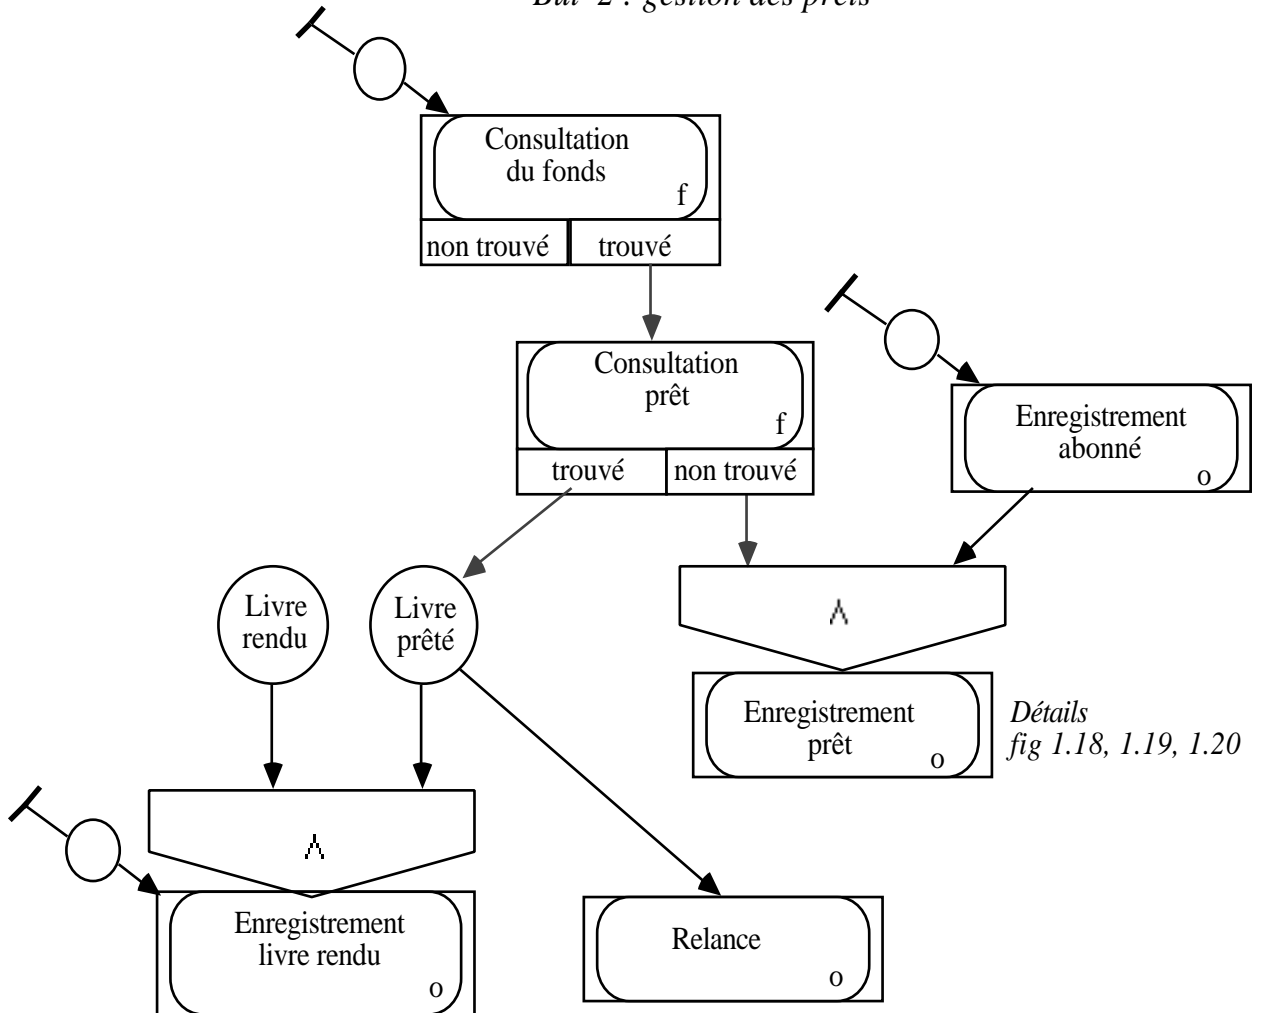 But 2 : gestion des prêts
Consultation
du fonds
f
non trouvé
trouvé
Consultation
prêt
f
trouvé
non trouvé
Enregistrement
abonné
o
Livre
rendu
Livre
prêté
Λ
Enregistrement
prêt
o
Détails
fig 1.18, 1.19, 1.20
Λ
Enregistrement
livre rendu
o
Relance
o